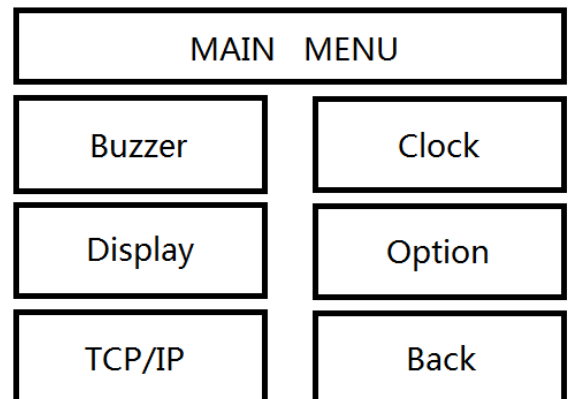 MAIN MENU
Buzzer
Clock
Display
Option
TCP/IP
Back